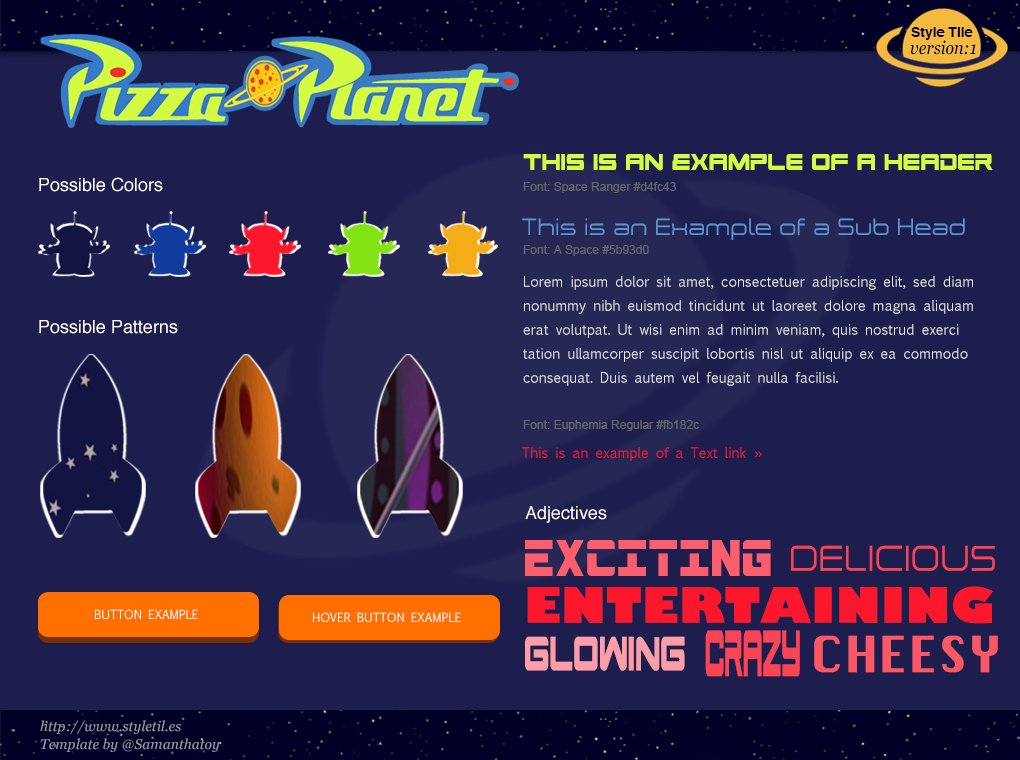 Style Tile
version:1
Pizza Planet
Possible Colors
Possible Patterns
BUTTON EXAMPLE
HOVER BUTTON EXAMPLE
THIS IS AN EXAMPLE OF A HEADER
Font: Space Ranger #d4fc43
This is an Example of a Sub Head
Font: A Space #5b93d0
Lorem ipsum dolor sit amet, consectetuer adipiscing elit, sed diam
nonummy nibh euismod tincidunt ut laoreet dolore magna aliquam
erat volutpat. Ut wisi enim ad minim veniam, quis nostrud exerci
tation ullamcorper suscipit lobortis nisl ut aliquip ex ea commodo
consequat. Duis autem vel feugait nulla facilisi.
Font: Euphemia Regular #fb182c
This is an example of a Text link »
Adjectives
EXCITING DELICIOUS
ENTERTAINING
GLOWING CRAZY CHEESY
http://www.styletil.es
Template by @Samanthatoy